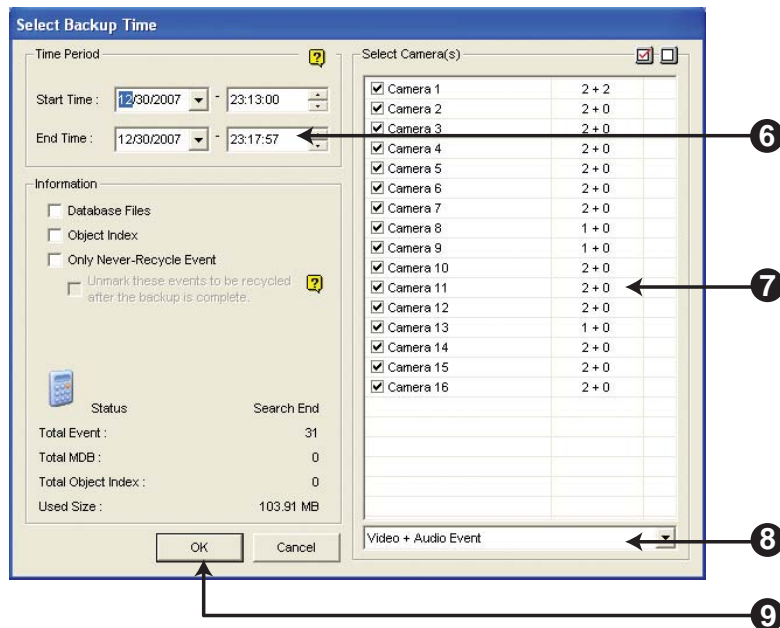 Select Backup Time
Time Period
Start Time : 12/30/2007 - 23:13:00
End Time : 12/30/2007 - 23:17:57
Information
Database Files
Object Index
Only Never-Recycle Event
Unmark these events to be recycled
after the backup is complete.
Status Search End
Total Event : 31
Total MDB : 0
Total Object Index : 0
Used Size : 103.91 MB
OK Cancel
Select Camera(s)
Camera 1 2 + 2
Camera 2 2 + 0
Camera 3 2 + 0
Camera 4 2 + 0
Camera 5 2 + 0
Camera 6 2 + 0
Camera 7 2 + 0
Camera 8 1 + 0
Camera 9 1 + 0
Camera 10 2 + 0
Camera 11 2 + 0
Camera 12 2 + 0
Camera 13 1 + 0
Camera 14 2 + 0
Camera 15 2 + 0
Camera 16 2 + 0
Video + Audio Event
6
7
8
9